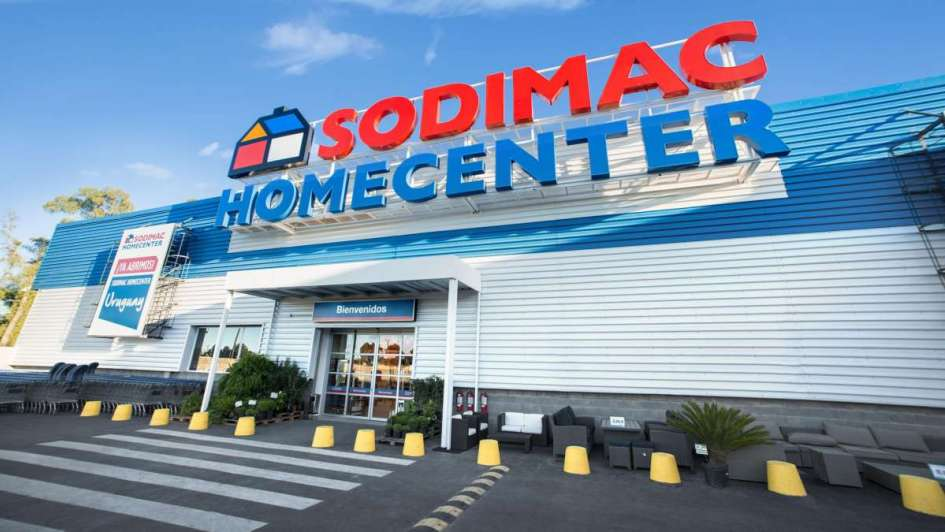 SODIMAC
HOMECENTER
SODIMAC
HOMECENTER
¡YA ABRIMOS!
SODIMAC HOMECENTER
Uruguay
Bienvenidos